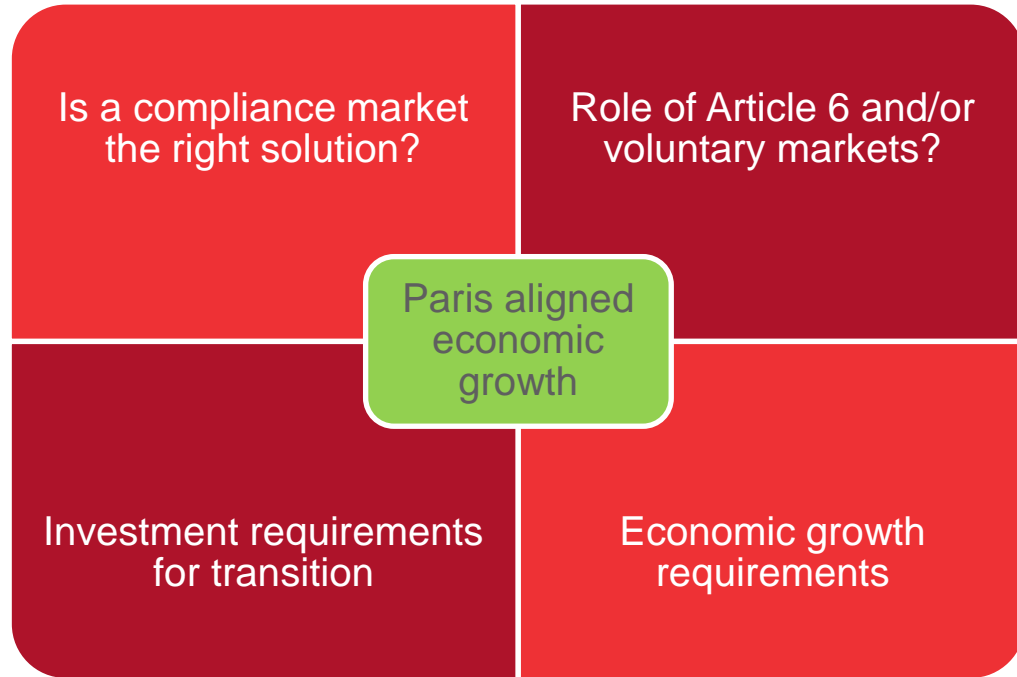 Is a compliance market
the right solution?
Role of Article 6 and/or
voluntary markets?
Paris aligned
economic
growth
Investment requirements
for transition
Economic growth
requirements